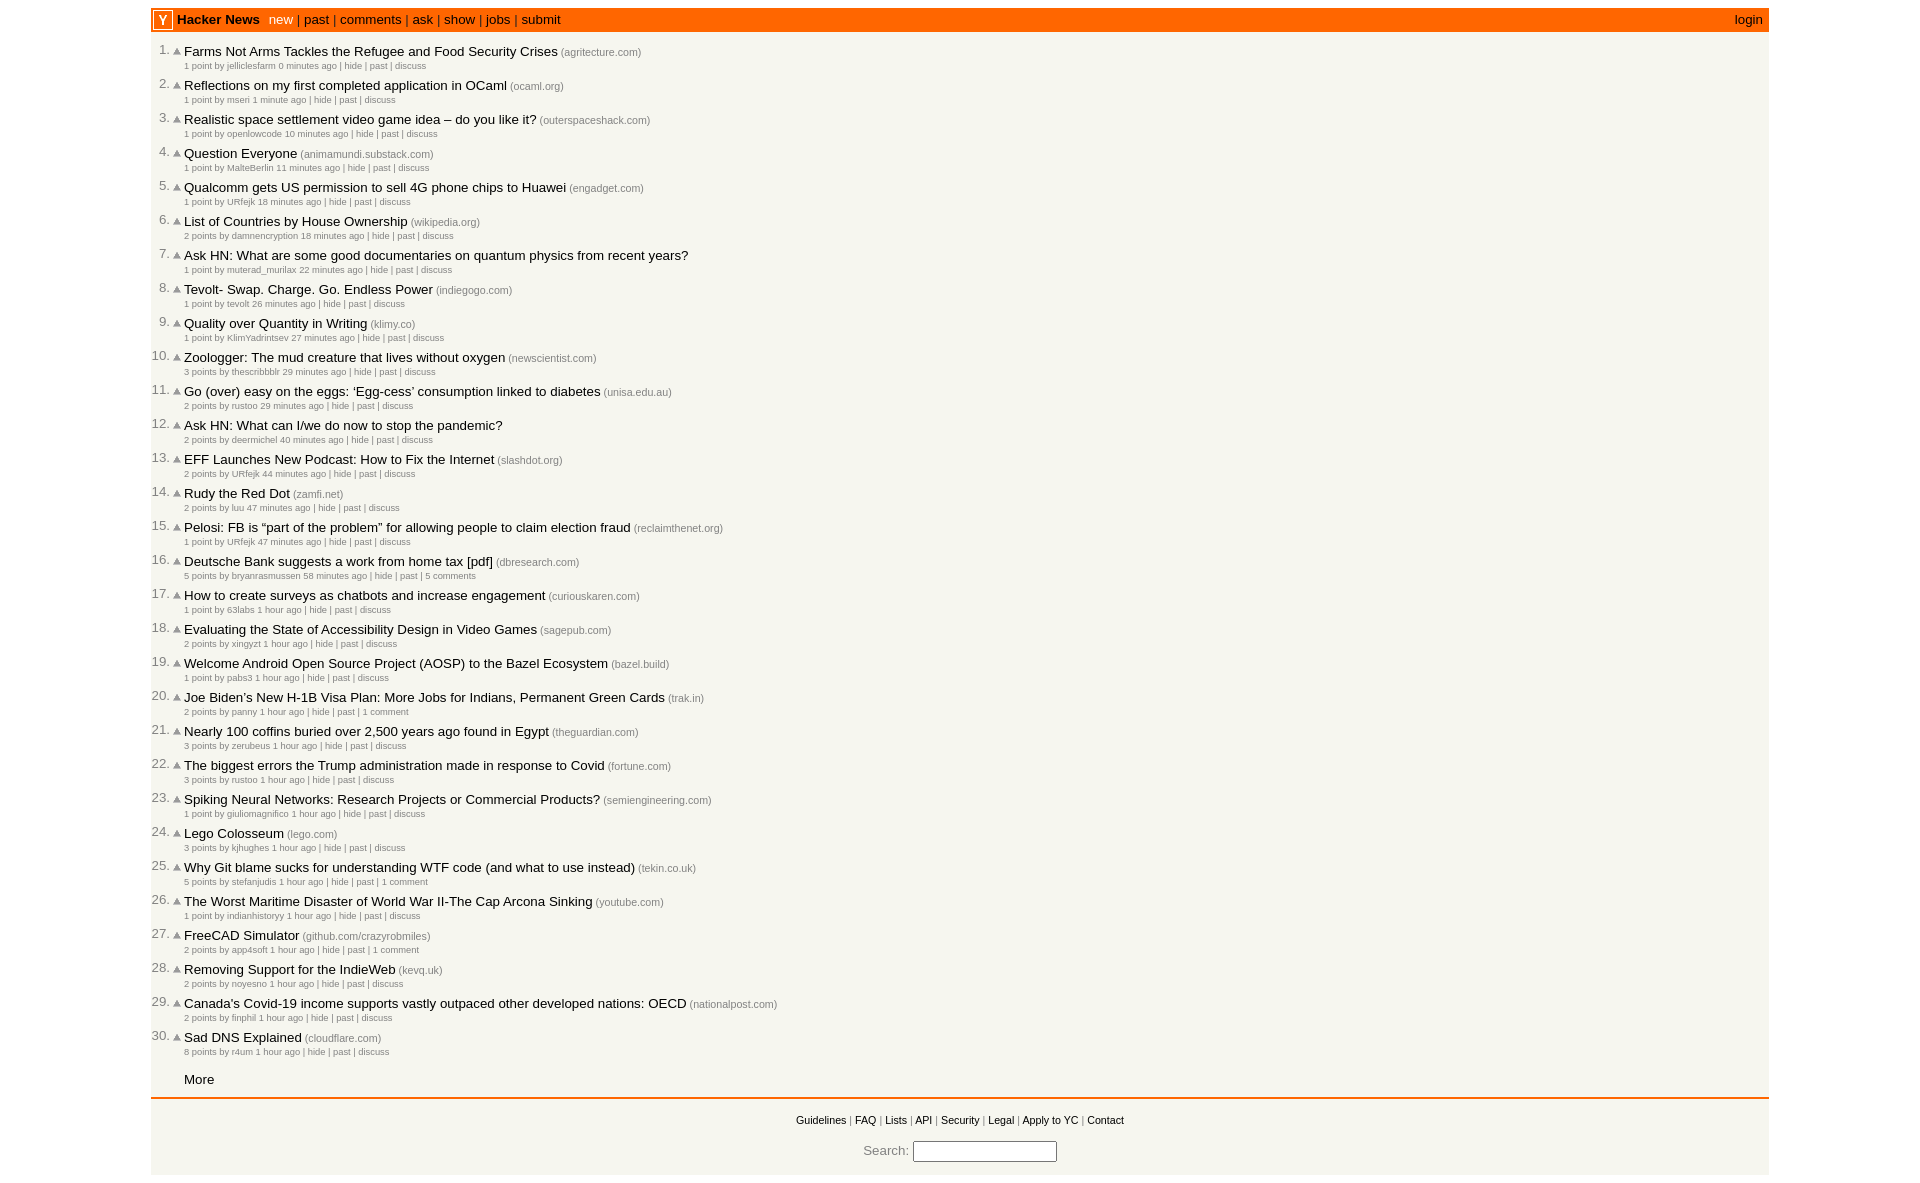 Y Hacker News new | past | comments | ask | show | jobs | submit login
1. Farms Not Arms Tackles the Refugee and Food Security Crises (agritecture.com)
1 point by jelliclesfarm 0 minutes ago | hide | past | discuss
2. Reflections on my first completed application in OCaml (ocaml.org)
1 point by mseri 1 minute ago | hide | past | discuss
3. Realistic space settlement video game idea – do you like it? (outerspaceshack.com)
1 point by openlowcode 10 minutes ago | hide | past | discuss
4. Question Everyone (animamundi.substack.com)
1 point by MalteBerlin 11 minutes ago | hide | past | discuss
5. Qualcomm gets US permission to sell 4G phone chips to Huawei (engadget.com)
1 point by URfejk 18 minutes ago | hide | past | discuss
6. List of Countries by House Ownership (wikipedia.org)
2 points by damnencryption 18 minutes ago | hide | past | discuss
7. Ask HN: What are some good documentaries on quantum physics from recent years?
1 point by muterad_murilax 22 minutes ago | hide | past | discuss
8. Tevolt- Swap. Charge. Go. Endless Power (indiegogo.com)
1 point by tevolt 26 minutes ago | hide | past | discuss
9. Quality over Quantity in Writing (klimy.co)
1 point by KlimYadrintsev 27 minutes ago | hide | past | discuss
10. Zoologger: The mud creature that lives without oxygen (newscientist.com)
3 points by thescribbblr 29 minutes ago | hide | past | discuss
11. Go (over) easy on the eggs: ‘Egg-cess’ consumption linked to diabetes (unisa.edu.au)
2 points by rustoo 29 minutes ago | hide | past | discuss
12. Ask HN: What can I/we do now to stop the pandemic?
2 points by deermichel 40 minutes ago | hide | past | discuss
13. EFF Launches New Podcast: How to Fix the Internet (slashdot.org)
2 points by URfejk 44 minutes ago | hide | past | discuss
14. Rudy the Red Dot (zamfi.net)
2 points by luu 47 minutes ago | hide | past | discuss
15. Pelosi: FB is “part of the problem” for allowing people to claim election fraud (reclaimthenet.org)
1 point by URfejk 47 minutes ago | hide | past | discuss
16. Deutsche Bank suggests a work from home tax [pdf] (dbresearch.com)
5 points by bryanrasmussen 58 minutes ago | hide | past | 5 comments
17. How to create surveys as chatbots and increase engagement (curiouskaren.com)
1 point by 63labs 1 hour ago | hide | past | discuss
18. Evaluating the State of Accessibility Design in Video Games (sagepub.com)
2 points by xingyzt 1 hour ago | hide | past | discuss
19. Welcome Android Open Source Project (AOSP) to the Bazel Ecosystem (bazel.build)
1 point by pabs3 1 hour ago | hide | past | discuss
20. Joe Biden’s New H-1B Visa Plan: More Jobs for Indians, Permanent Green Cards (trak.in)
2 points by panny 1 hour ago | hide | past | 1 comment
21. Nearly 100 coffins buried over 2,500 years ago found in Egypt (theguardian.com)
3 points by zerubeus 1 hour ago | hide | past | discuss
22. The biggest errors the Trump administration made in response to Covid (fortune.com)
3 points by rustoo 1 hour ago | hide | past | discuss
23. Spiking Neural Networks: Research Projects or Commercial Products? (semiengineering.com)
1 point by giuliomagnifico 1 hour ago | hide | past | discuss
24. Lego Colosseum (lego.com)
3 points by kjhughes 1 hour ago | hide | past | discuss
25. Why Git blame sucks for understanding WTF code (and what to use instead) (tekin.co.uk)
5 points by stefanjudis 1 hour ago | hide | past | 1 comment
26. The Worst Maritime Disaster of World War II-The Cap Arcona Sinking (youtube.com)
1 point by indianhistoryy 1 hour ago | hide | past | discuss
27. FreeCAD Simulator (github.com/crazyrobmiles)
2 points by app4soft 1 hour ago | hide | past | 1 comment
28. Removing Support for the IndieWeb (kevq.uk)
2 points by noyesno 1 hour ago | hide | past | discuss
29. Canada's Covid-19 income supports vastly outpaced other developed nations: OECD (nationalpost.com)
2 points by finphil 1 hour ago | hide | past | discuss
30. Sad DNS Explained (cloudflare.com)
8 points by r4um 1 hour ago | hide | past | discuss
More
Guidelines | FAQ | Lists | API | Security | Legal | Apply to YC | Contact
Search: